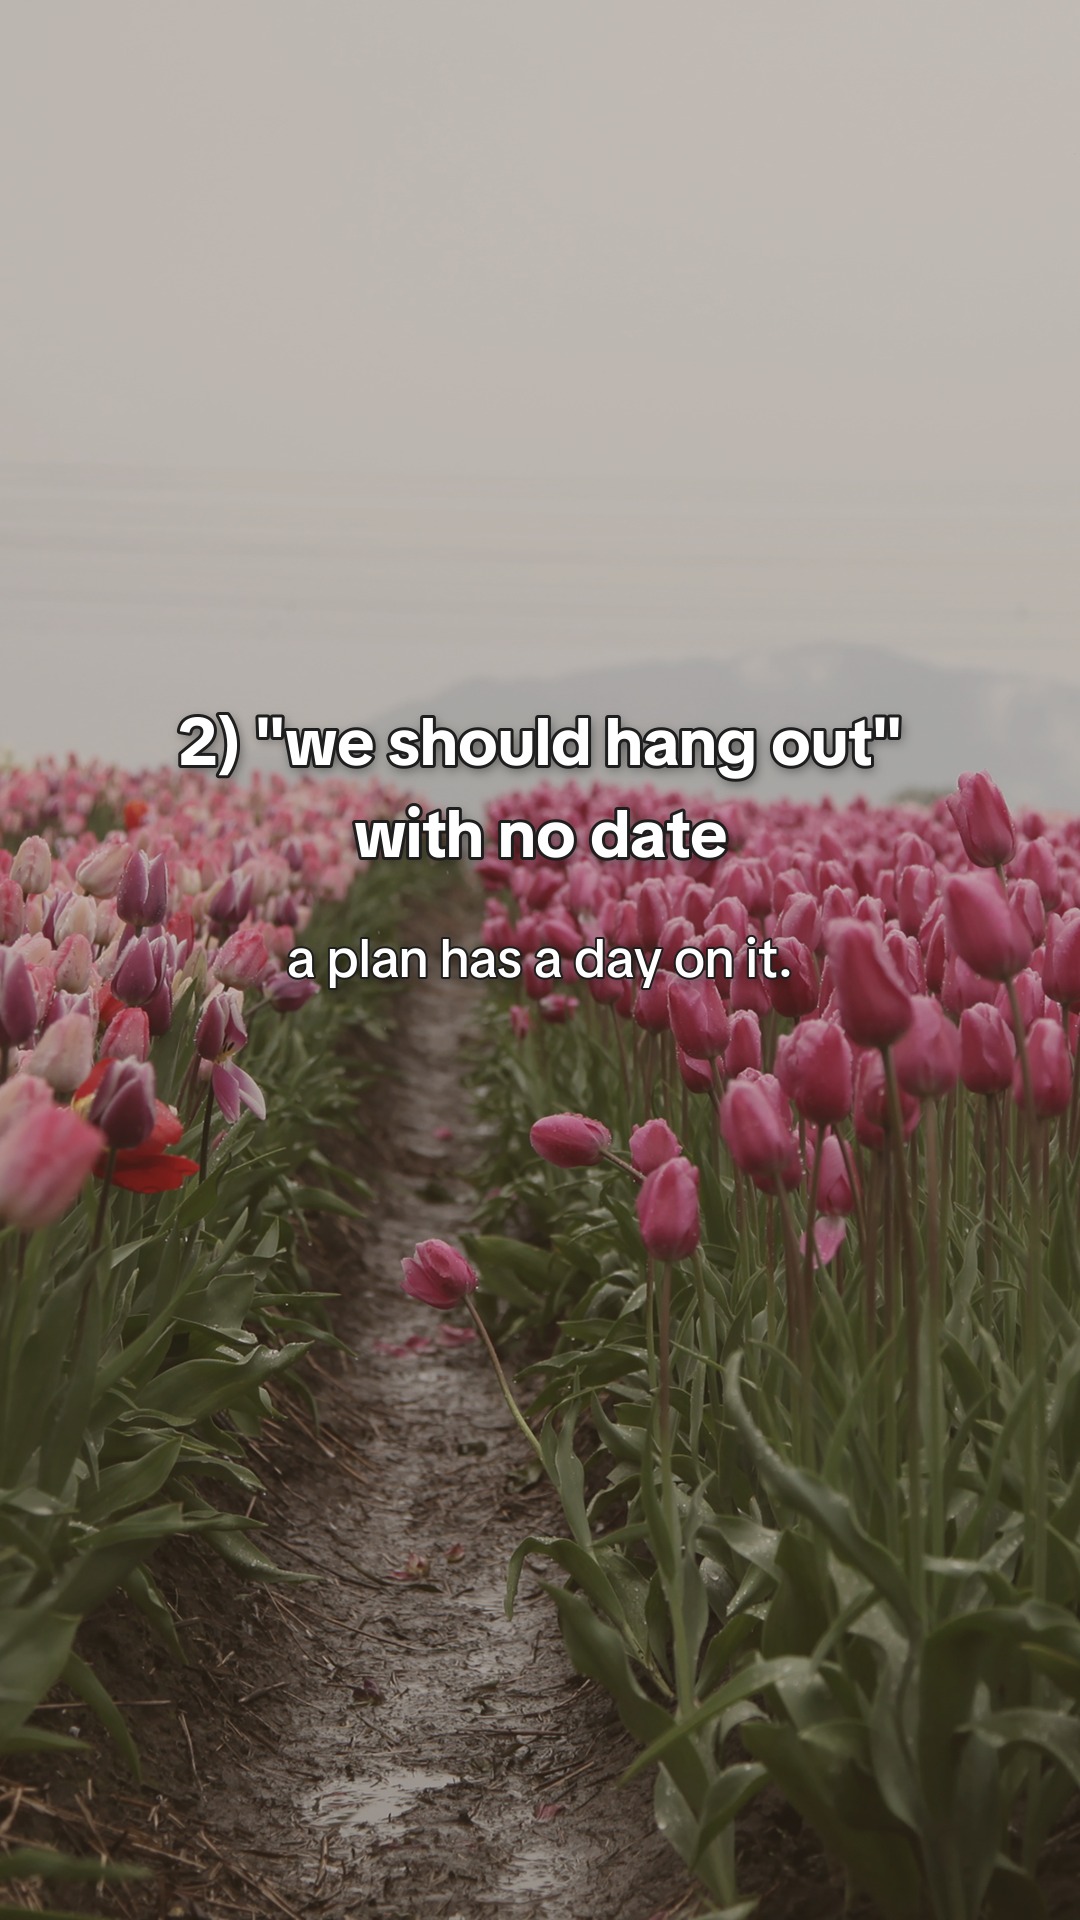 2) "we should hang out"
with no date
a plan has a day on it.